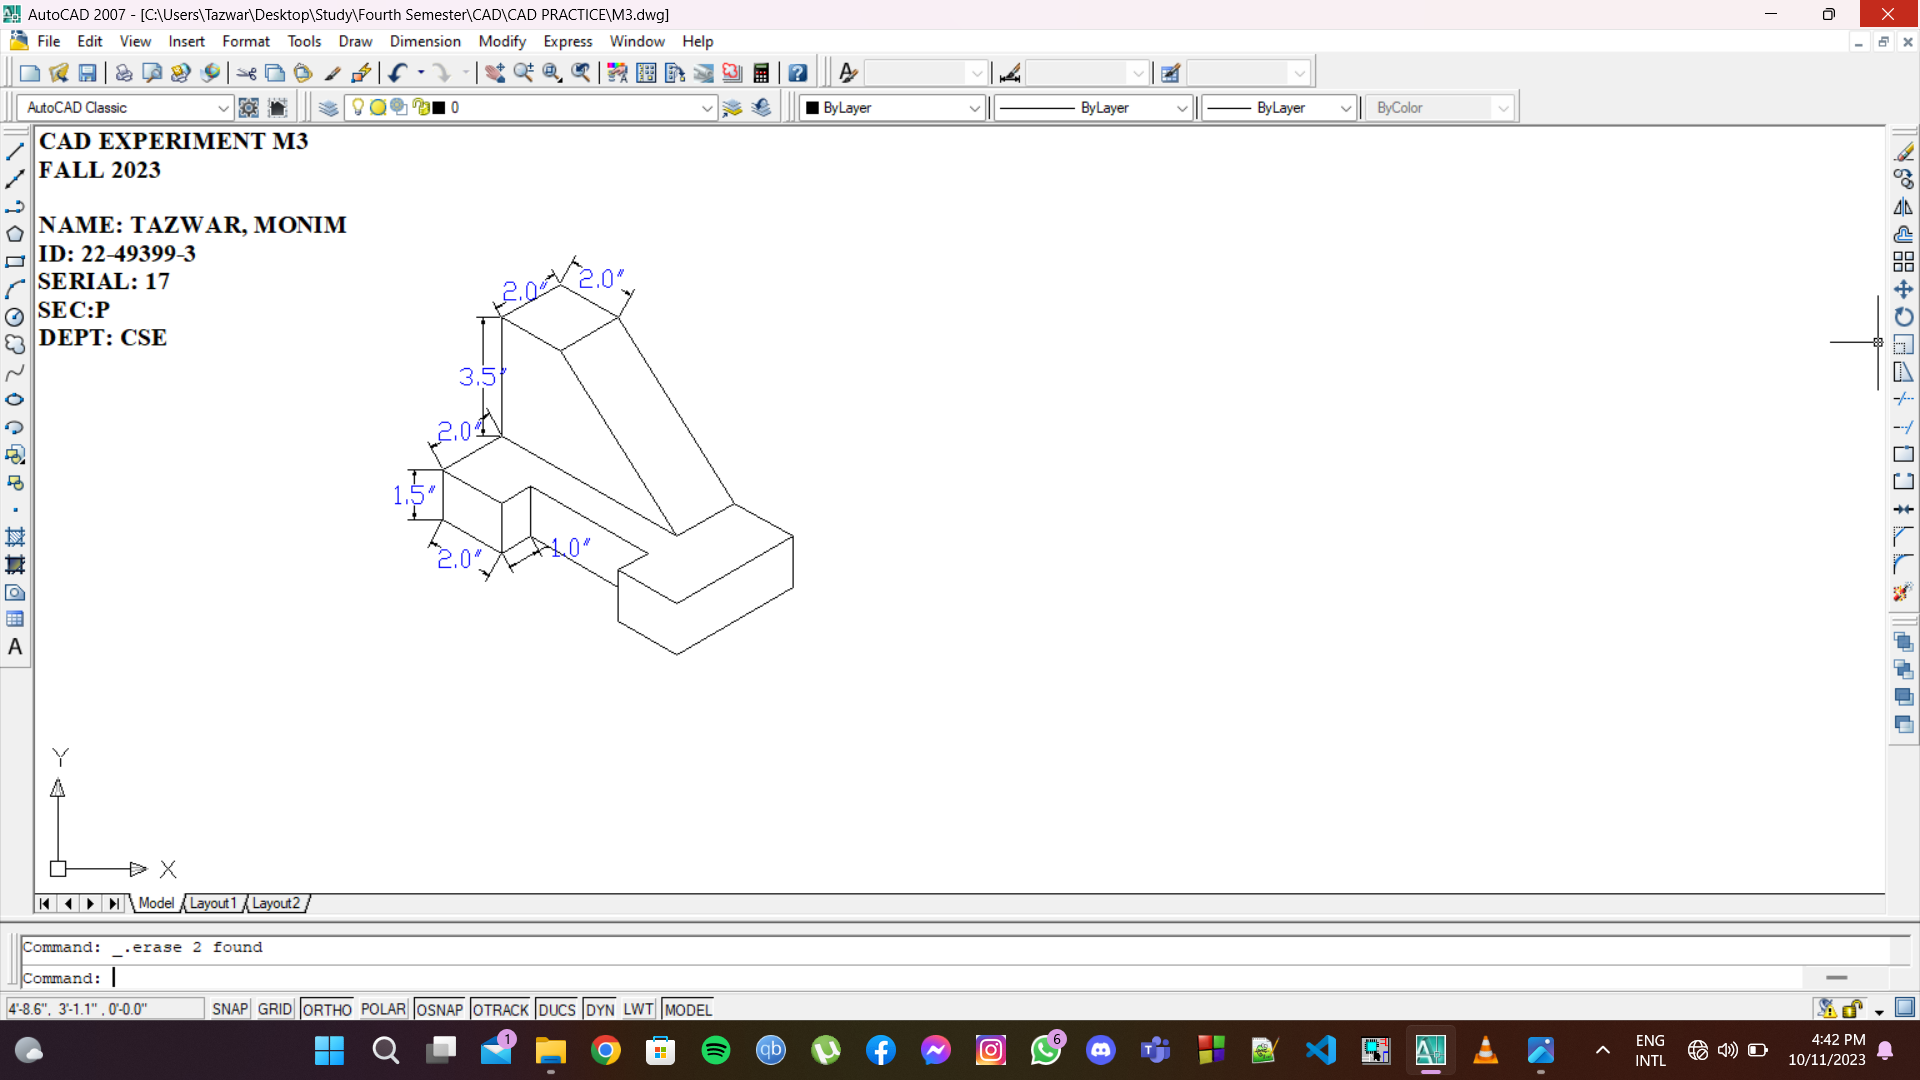 AutoCAD 2007 - [C:\Users\Tazwar\Desktop\Study\Fourth Semester\CAD\CAD PRACTICE\M3.dwg]
File Edit View Insert Format Tools Draw Dimension Modify Express Window Help
AutoCAD Classic 0 ByLayer ByLayer ByLayer ByColor
CAD EXPERIMENT M3
FALL 2023
NAME: TAZWAR, MONIM
ID: 22-49399-3
SERIAL: 17
SEC:P
DEPT: CSE
2.0" 2.0"
3.5"
2.0"
1.5"
2.0" 1.0"
A
Y
X
Model Layout1 Layout2
Command: _.erase 2 found
Command:
4'-8.6", 3'-1.1" , 0'-0.0" SNAP GRID ORTHO POLAR OSNAP OTRACK DUCS DYN LWT MODEL
1 qb 6 ENG 4:42 PM
INTL 10/11/2023